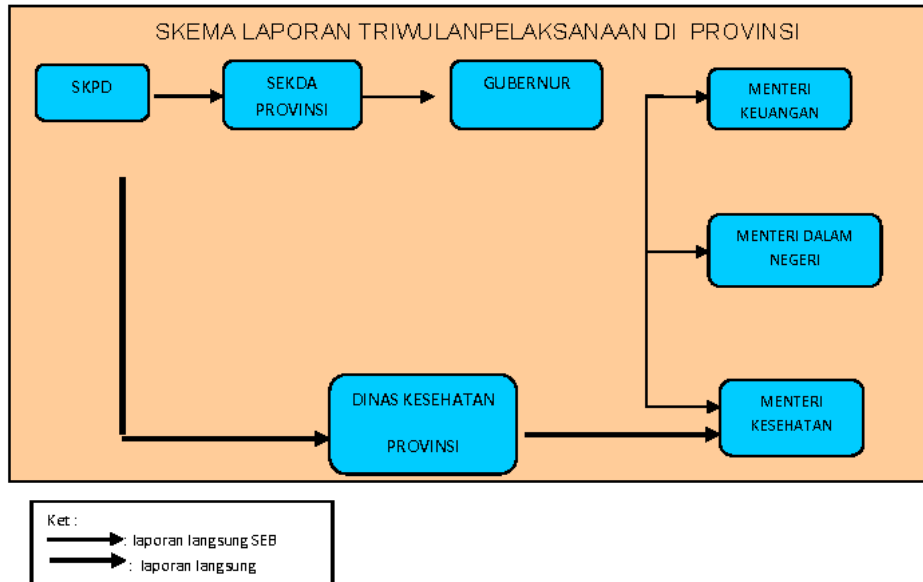 SKEMA LAPORAN TRIWULANPELAKSANAAN DI PROVINSI
SKPD
SEKDA
PROVINSI
GUBERNUR
MENTERI
KEUANGAN
MENTERI DALAM
NEGERI
DINAS KESEHATAN
PROVINSI
MENTERI
KESEHATAN
Ket :
: laporan langsung SEB
: laporan langsung